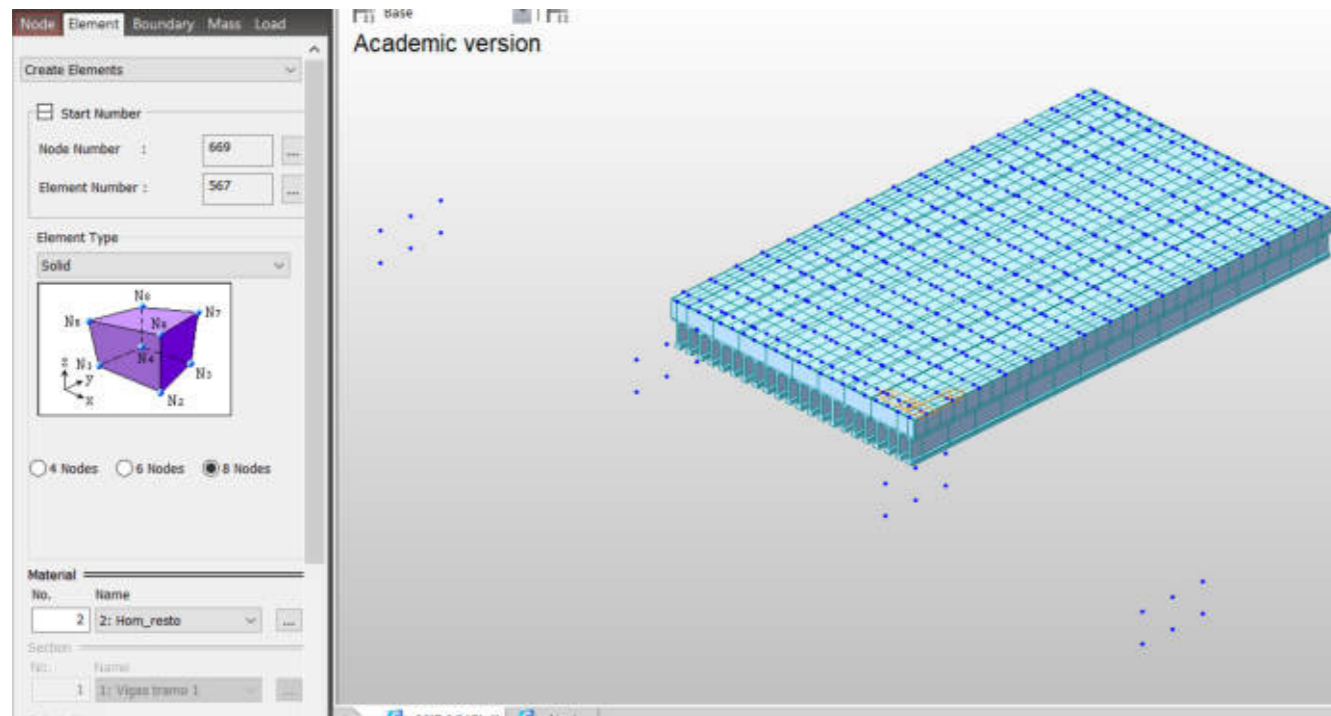 Node Element Boundary Mass Load
Base
Academic version
Create Elements
Start Number
Node Number : 669 ...
Element Number : 567 ...
Element Type
Solid
N8 N7
N5 N6
N1 N4 N3
N2
z y x
4 Nodes 6 Nodes 8 Nodes
Material
No. Name
2 2: Hom_resto ...
Section
No. Name
1 1: Vigas tramo 1 ...